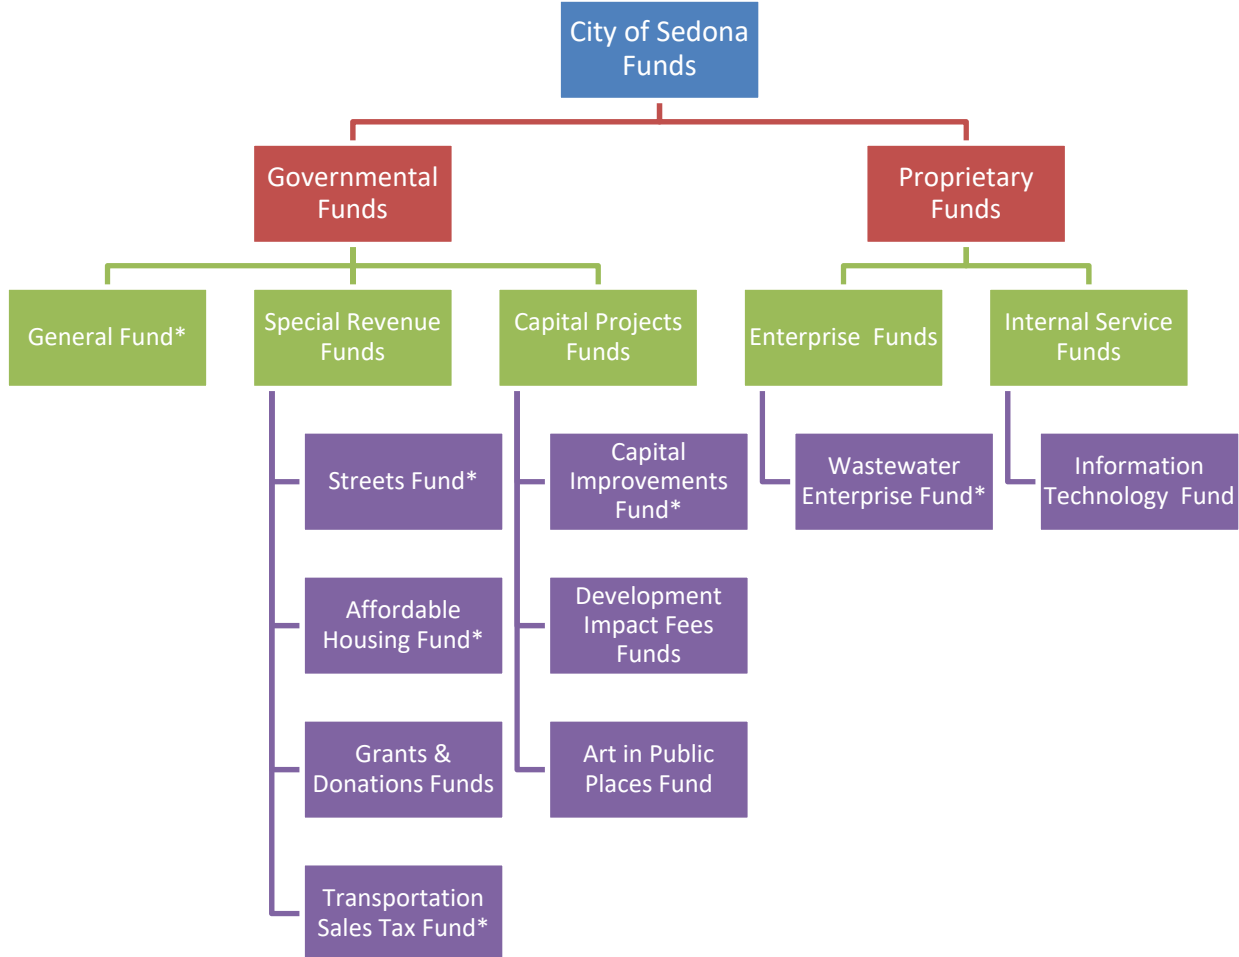 City of Sedona
Funds
Governmental
Funds
Proprietary
Funds
General Fund*
Special Revenue
Funds
Capital Projects
Funds
Enterprise Funds
Internal Service
Funds
Streets Fund*
Capital
Improvements
Fund*
Wastewater
Enterprise Fund*
Information
Technology Fund
Affordable
Housing Fund*
Development
Impact Fees
Funds
Grants &
Donations Funds
Art in Public
Places Fund
Transportation
Sales Tax Fund*